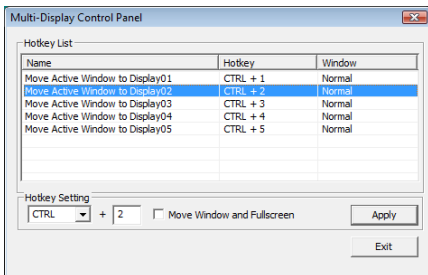 Multi-Display Control Panel
Hotkey List
Name Hotkey Window
Move Active Window to Display01 CTRL + 1 Normal
Move Active Window to Display02 CTRL + 2 Normal
Move Active Window to Display03 CTRL + 3 Normal
Move Active Window to Display04 CTRL + 4 Normal
Move Active Window to Display05 CTRL + 5 Normal
Hotkey Setting
CTRL + 2 Move Window and Fullscreen Apply
Exit